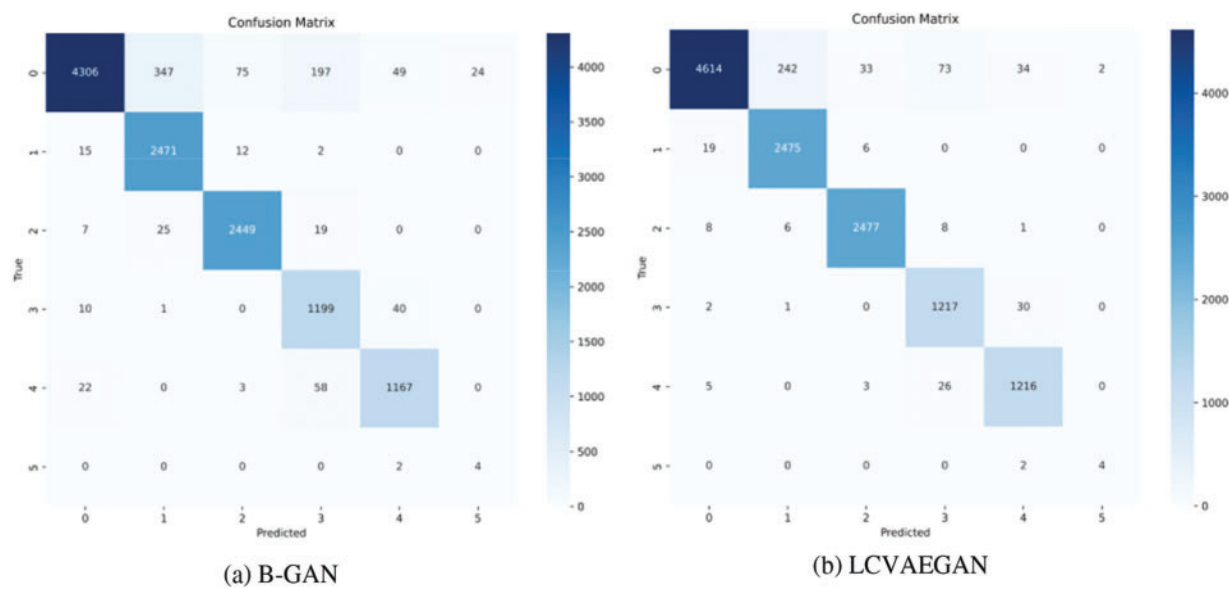 Confusion Matrix
0 4306 347 75 197 49 24
1 15 2471 12 2 0 0
2 7 25 2449 19 0 0
3 10 1 0 1199 40 0
4 22 0 3 58 1167 0
5 0 0 0 0 2 4
True
0 1 2 3 4 5
Predicted
4000
3500
3000
2500
2000
1500
1000
500
0
(a) B-GAN
Confusion Matrix
0 4614 242 33 73 34 2
1 19 2475 6 0 0 0
2 8 6 2477 8 1 0
3 2 1 0 1217 30 0
4 5 0 3 26 1216 0
5 0 0 0 0 2 4
True
0 1 2 3 4 5
Predicted
4000
3000
2000
1000
0
(b) LCVAEGAN